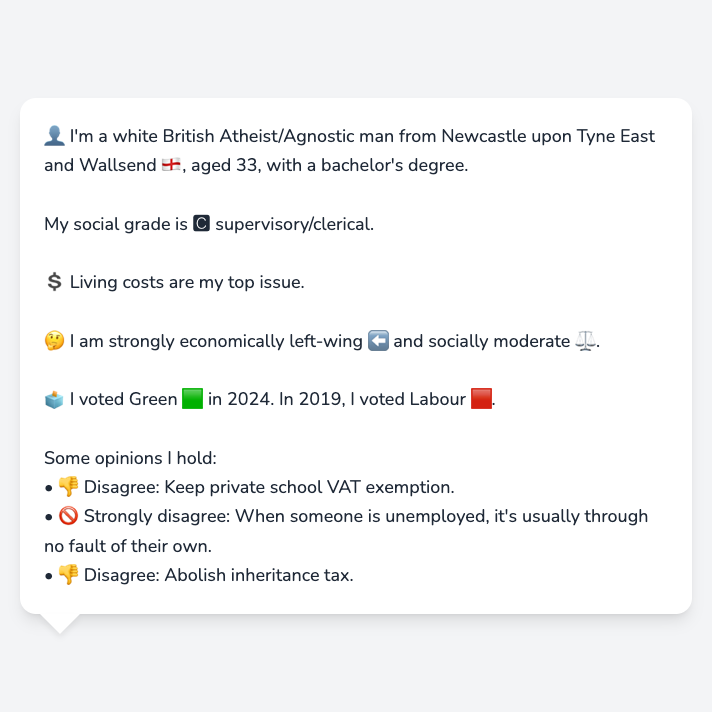 👤 I'm a white British Atheist/Agnostic man from Newcastle upon Tyne East
and Wallsend 🏴󠁧󠁢󠁥󠁮󠁧󠁿, aged 33, with a bachelor's degree.
My social grade is 🅲 supervisory/clerical.
💲 Living costs are my top issue.
🤔 I am strongly economically left-wing ⬅️ and socially moderate ⚖️.
🗳️ I voted Green 🟩 in 2024. In 2019, I voted Labour 🟥.
Some opinions I hold:
• 👎 Disagree: Keep private school VAT exemption.
• 🚫 Strongly disagree: When someone is unemployed, it's usually through
no fault of their own.
• 👎 Disagree: Abolish inheritance tax.